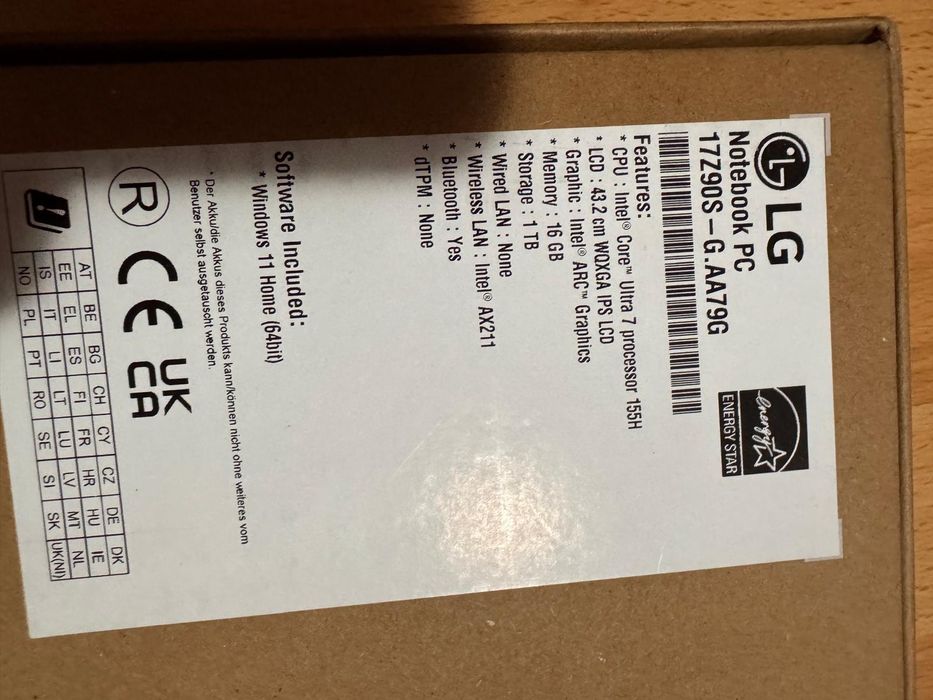 LG
Notebook PC
17Z90S-G.AA79G
energy
ENERGY STAR
Features:
* CPU : Intel® Core™ Ultra 7 processor 155H
* LCD : 43.2 cm WQXGA IPS LCD
* Graphic : Intel® ARC™ Graphics
* Memory : 16 GB
* Storage : 1 TB
* Wired LAN : None
* Wireless LAN : Intel® AX211
* Bluetooth : Yes
* dTPM : None
Software Included:
* Windows 11 Home (64bit)
* Der Akku/die Akkus dieses Produkts kann/können nicht ohne weiteres vom
Benutzer selbst ausgetauscht werden.
R CE UK
CA
AT BE BG CH CY CZ DE DK
EE EL ES FI FR HR HU IE
IS IT LI LT LU LV MT NL
NO PL PT RO SE SI SK UK(NI)